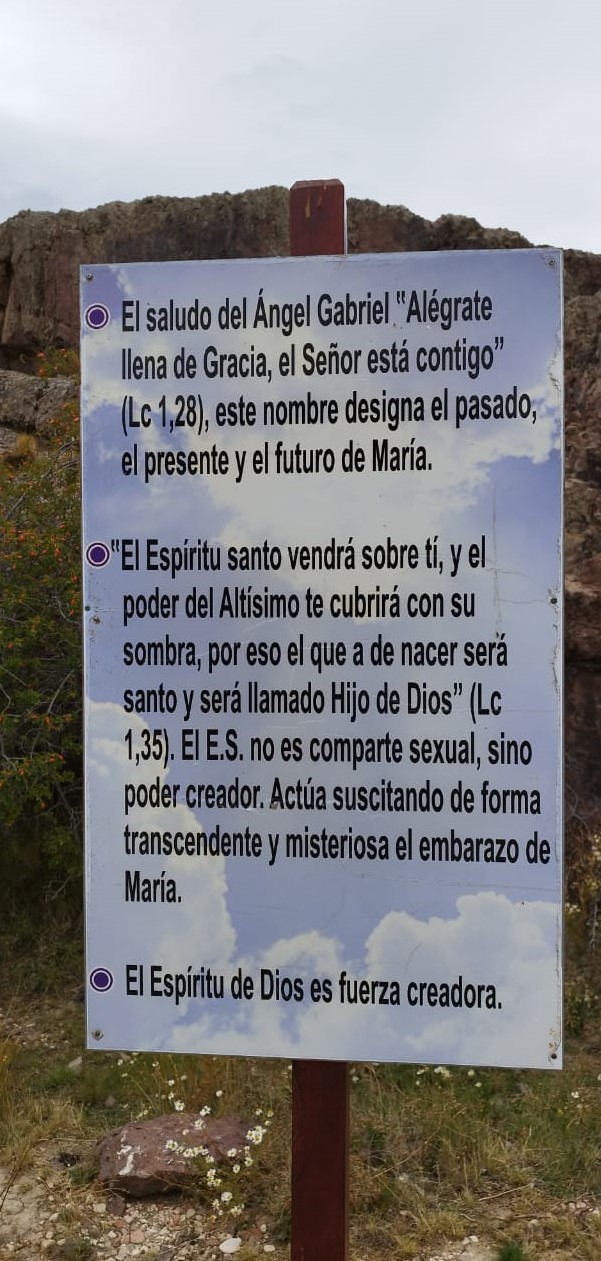 El saludo del Ángel Gabriel "Alégrate
llena de Gracia, el Señor está contigo"
(Lc 1,28), este nombre designa el pasado,
el presente y el futuro de María.
"El Espíritu santo vendrá sobre tí, y el
poder del Altísimo te cubrirá con su
sombra, por eso el que a de nacer será
santo y será llamado Hijo de Dios" (Lc
1,35). El E.S. no es comparte sexual, sino
poder creador. Actúa suscitando de forma
transcendente y misteriosa el embarazo de
María.
El Espíritu de Dios es fuerza creadora.